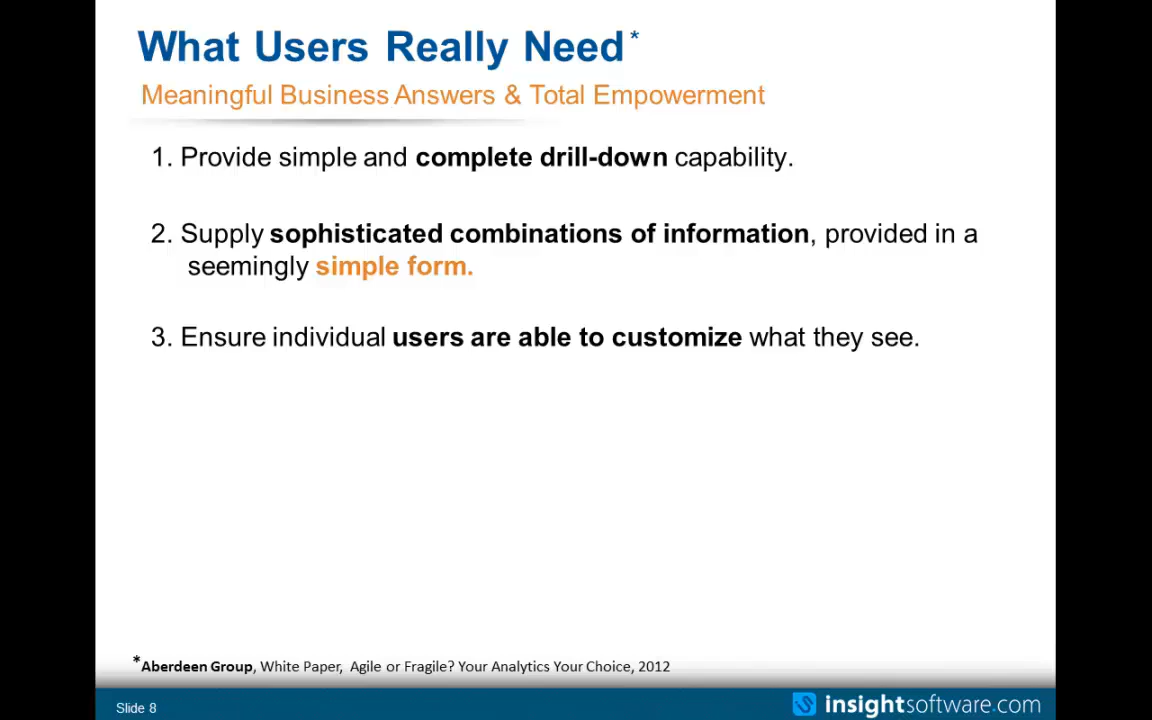 What Users Really Need*
Meaningful Business Answers & Total Empowerment
1. Provide simple and complete drill-down capability.
2. Supply sophisticated combinations of information, provided in a
seemingly simple form.
3. Ensure individual users are able to customize what they see.
*Aberdeen Group, White Paper, Agile or Fragile? Your Analytics Your Choice, 2012
Slide 8
insightsoftware.com